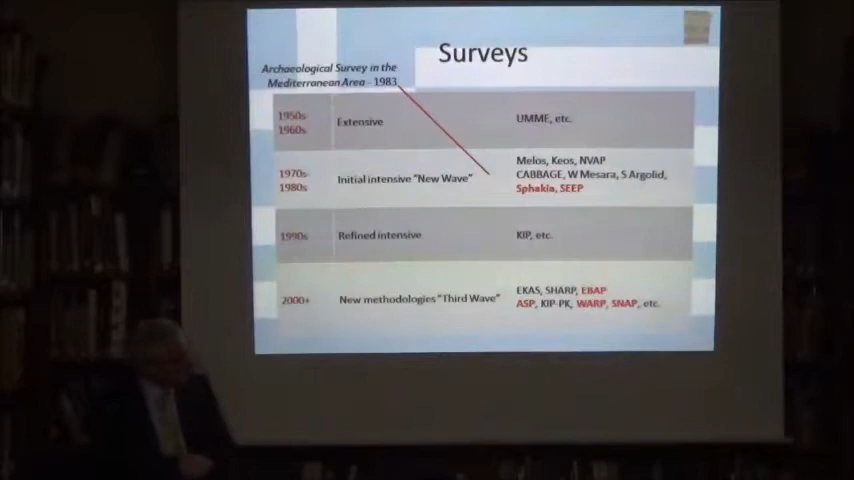 Surveys
Archaeological Survey in the
Mediterranean Area - 1983
1950s-
1960s
Extensive
UMME, etc.
1970s-
1980s
Initial intensive "New Wave"
Melos, Keos, NVAP
CABBAGE, W Mesara, S Argolid,
Sphakia, SEEP
1990s
Refined intensive
KIP, etc.
2000+
New methodologies "Third Wave"
EKAS, SHARP, EBAP
ASP, KIP-PK, WARP, SNAP, etc.